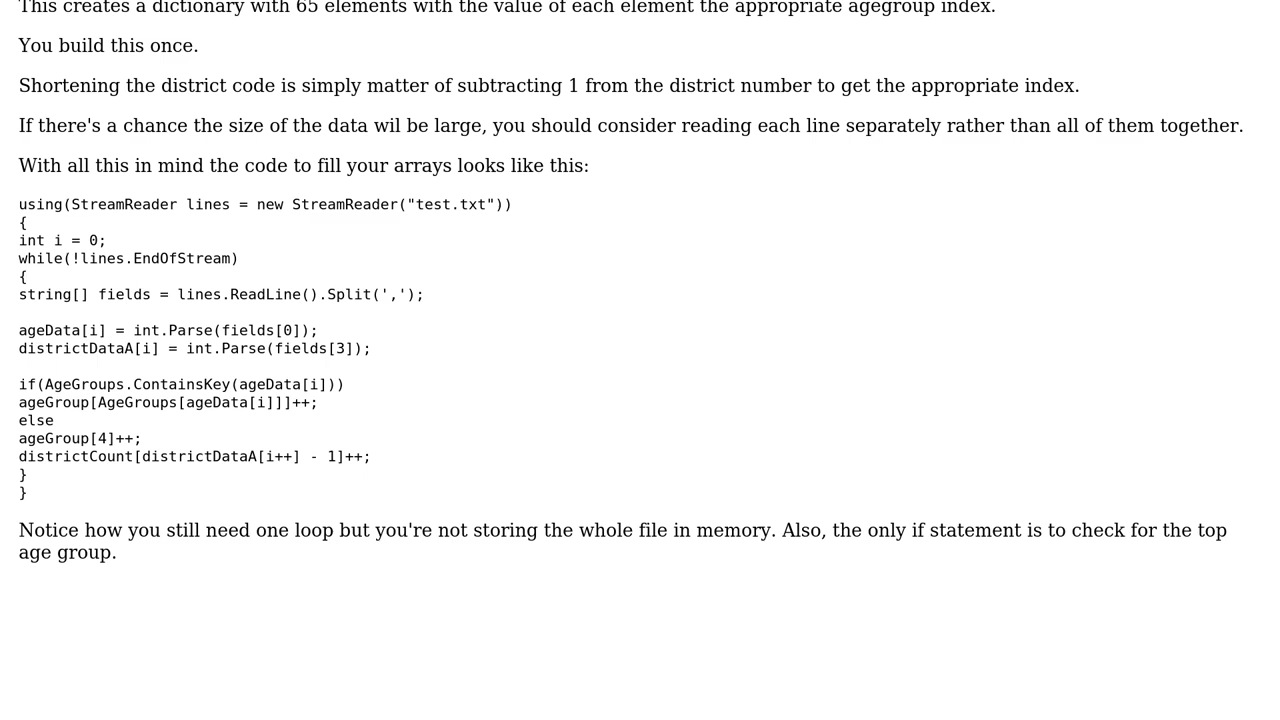 This creates a dictionary with 65 elements with the value of each element the appropriate agegroup index.
You build this once.
Shortening the district code is simply matter of subtracting 1 from the district number to get the appropriate index.
If there's a chance the size of the data wil be large, you should consider reading each line separately rather than all of them together.
With all this in mind the code to fill your arrays looks like this:
using(StreamReader lines = new StreamReader("test.txt"))
{
int i = 0;
while(!lines.EndOfStream)
{
string[] fields = lines.ReadLine().Split(',');
ageData[i] = int.Parse(fields[0]);
districtDataA[i] = int.Parse(fields[3]);
if(AgeGroups.ContainsKey(ageData[i]))
ageGroup[AgeGroups[ageData[i]]]++;
else
ageGroup[4]++;
districtCount[districtDataA[i++] - 1]++;
}
}
Notice how you still need one loop but you're not storing the whole file in memory. Also, the only if statement is to check for the top
age group.